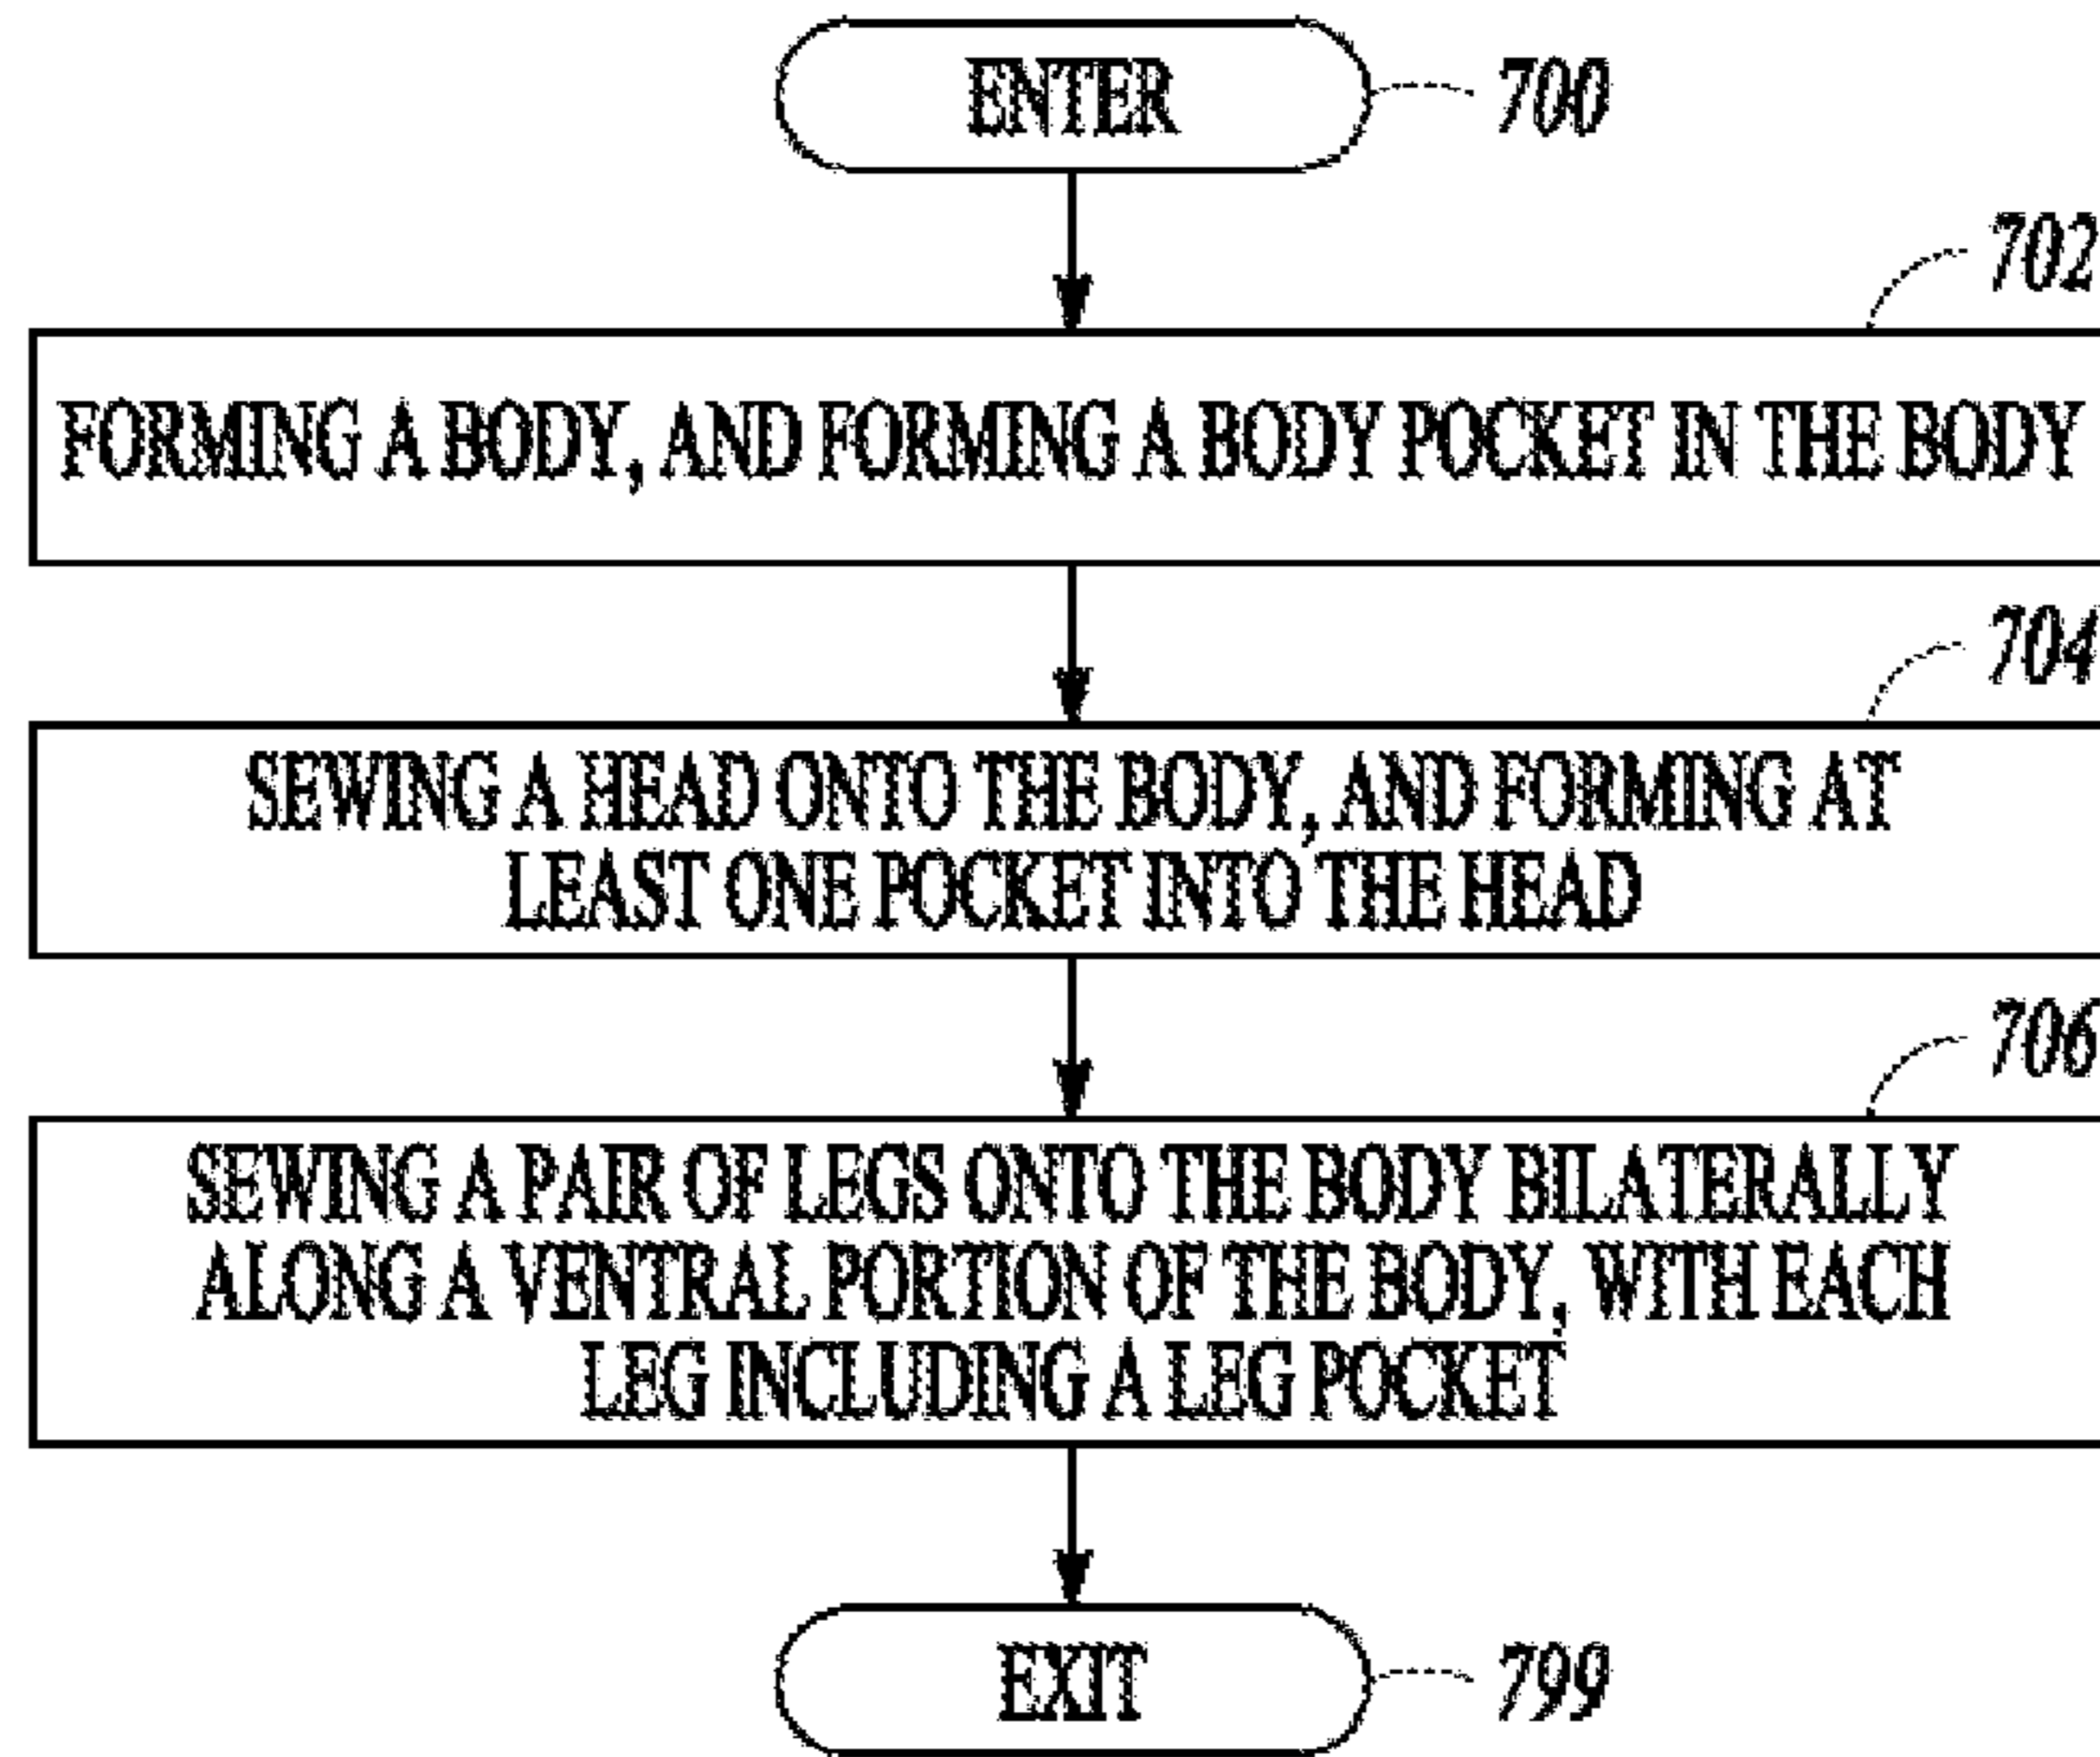 ENTER
700
702
FORMING A BODY, AND FORMING A BODY POCKET IN THE BODY
704
SEWING A HEAD ONTO THE BODY, AND FORMING AT
LEAST ONE POCKET INTO THE HEAD
706
SEWING A PAIR OF LEGS ONTO THE BODY BILATERALLY
ALONG A VENTRAL PORTION OF THE BODY, WITH EACH
LEG INCLUDING A LEG POCKET
EXIT
799